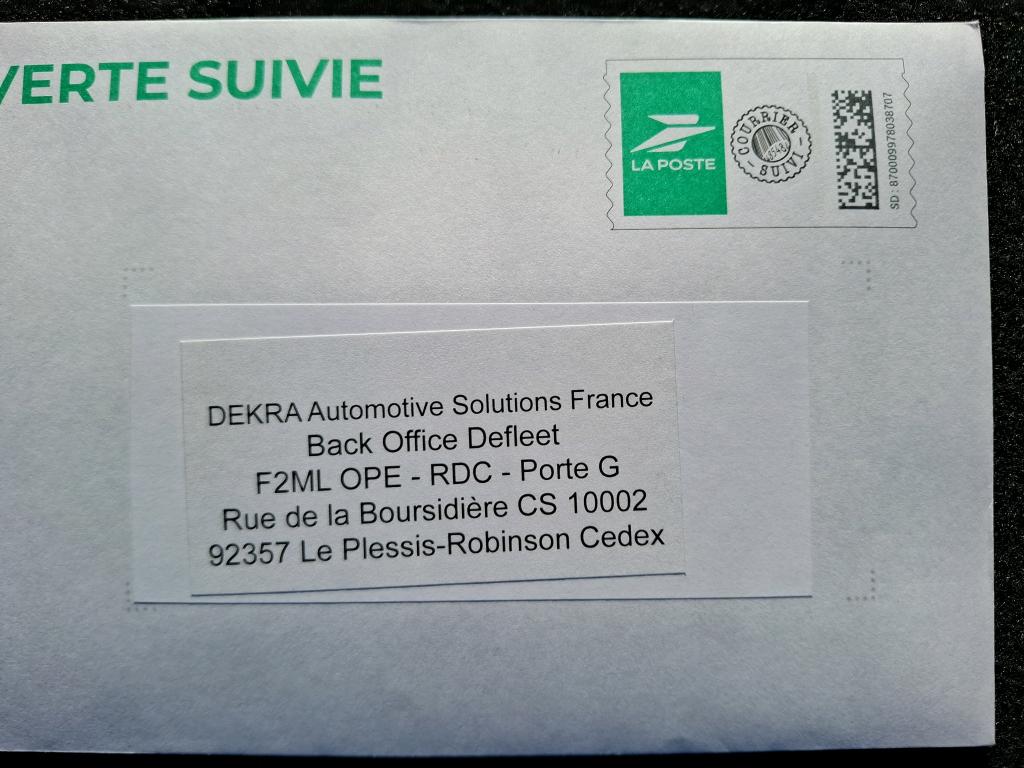 VERTE SUIVIE
LA POSTE
COURRIER
SUIVI
SD : 870009978038707
DEKRA Automotive Solutions France
Back Office Defleet
F2ML OPE - RDC - Porte G
Rue de la Boursidière CS 10002
92357 Le Plessis-Robinson Cedex